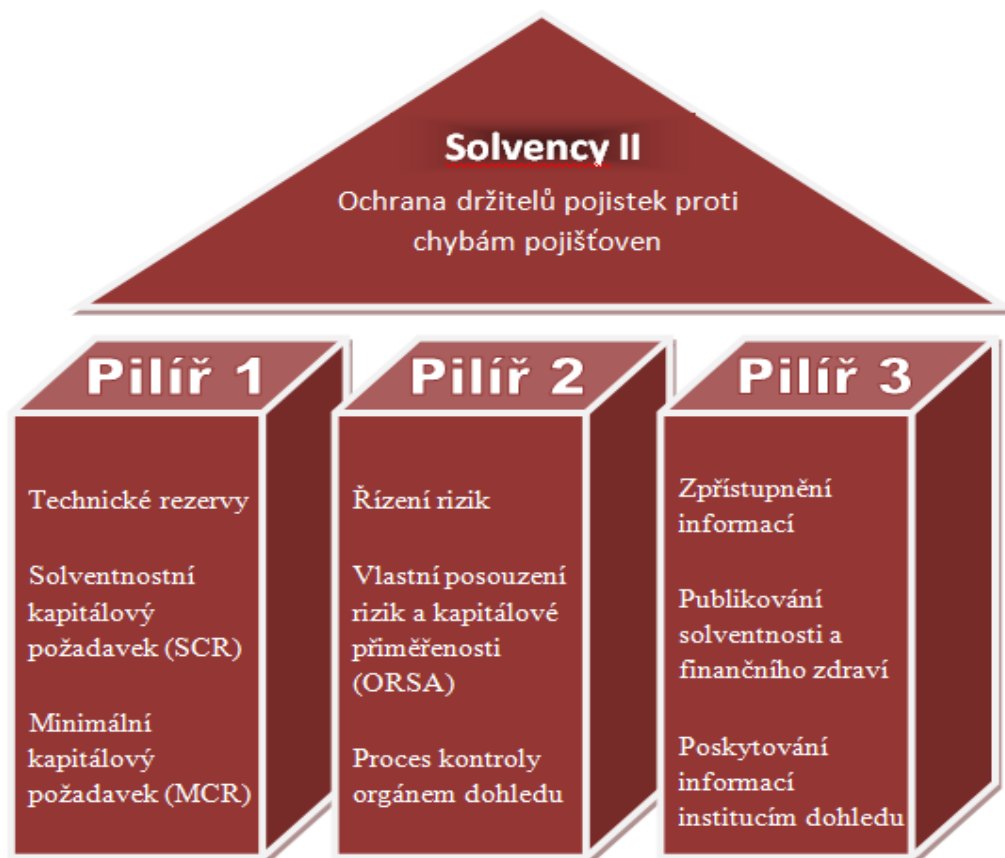 Solvency II
Ochrana držitelů pojistek proti
chybám pojišťoven
Pilíř 1
Technické rezervy
Solventnostní
kapitálový
požadavek (SCR)
Minimální
kapitálový
požadavek (MCR)
Pilíř 2
Řízení rizik
Vlastní posouzení
rizik a kapitálové
přiměřenosti
(ORSA)
Proces kontroly
orgánem dohledu
Pilíř 3
Zpřístupnění
informací
Publikování
solventnosti a
finančního zdraví
Poskytování
informací
institucím dohledu